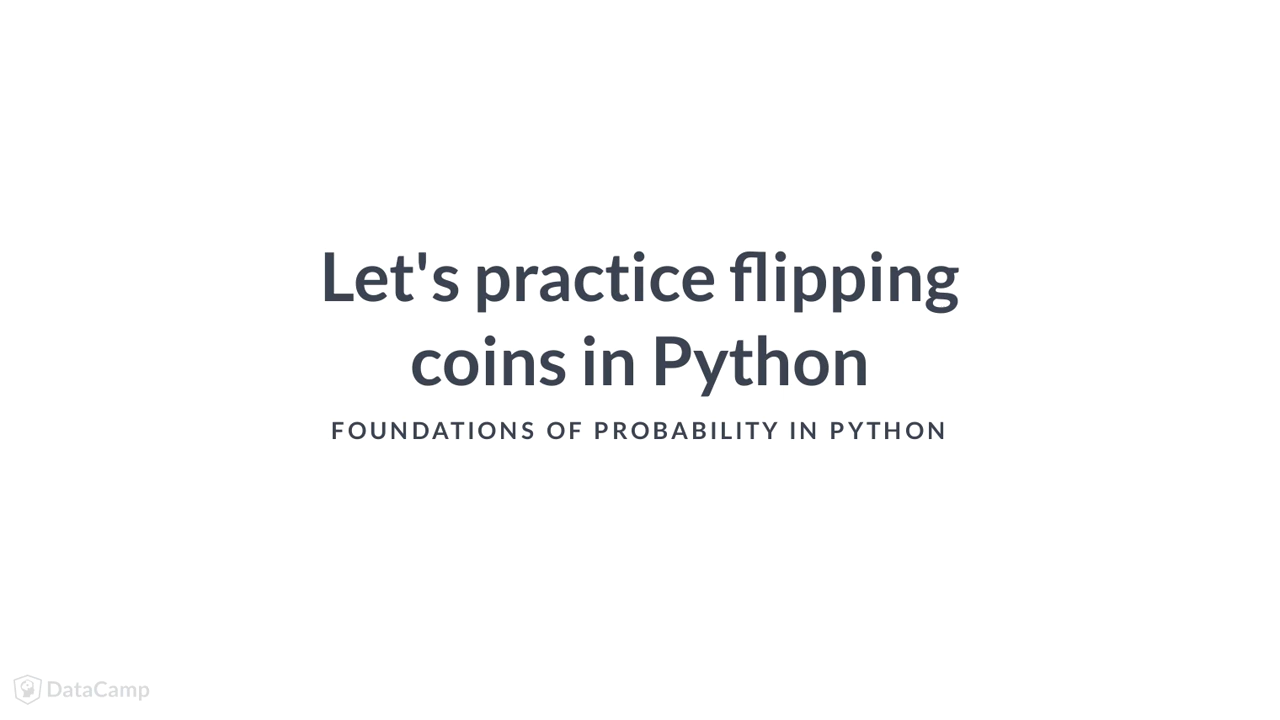 Let's practice flipping
coins in Python
FOUNDATIONS OF PROBABILITY IN PYTHON
DataCamp